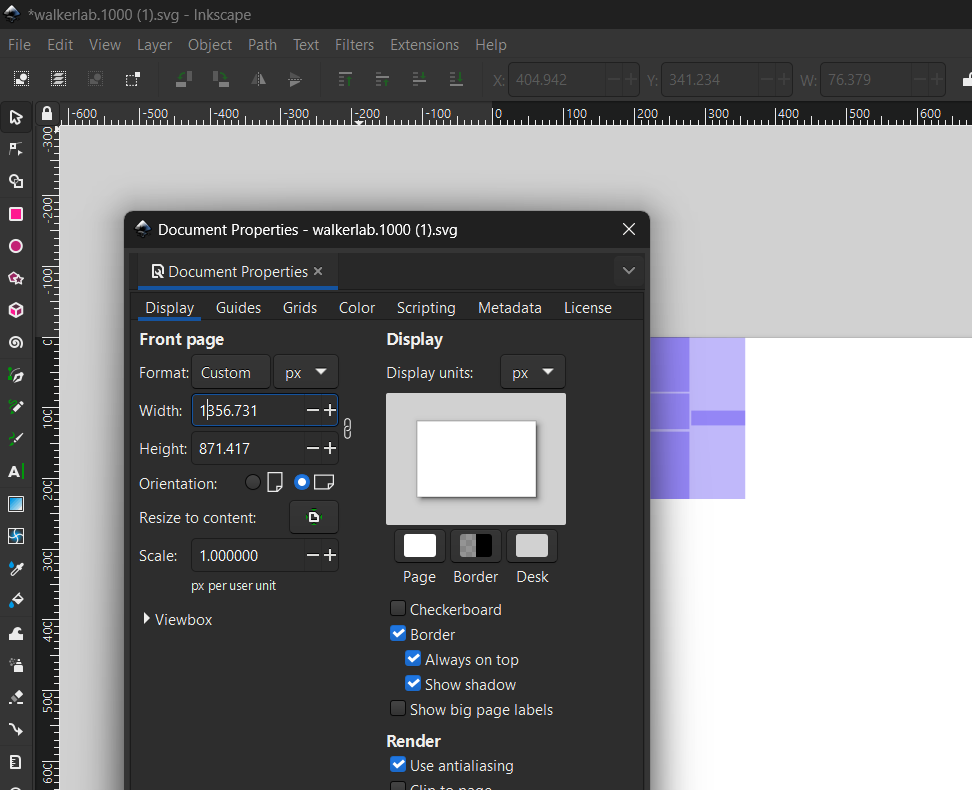 *walkerlab.1000 (1).svg - Inkscape
File Edit View Layer Object Path Text Filters Extensions Help
X: 404.942 Y: 341.234 W: 76.379
-600 -500 -400 -300 -200 -100 0 100 200 300 400 500 600
-300
-200
-100
0
100
200
300
400
500
600
Document Properties - walkerlab.1000 (1).svg
Document Properties
Display Guides Grids Color Scripting Metadata License
Front page
Format: Custom px
Width: 1356.731
Height: 871.417
Orientation:
Resize to content:
Scale: 1.000000
px per user unit
Viewbox
Display
Display units: px
Page Border Desk
Checkerboard
Border
Always on top
Show shadow
Show big page labels
Render
Use antialiasing
Clip to page